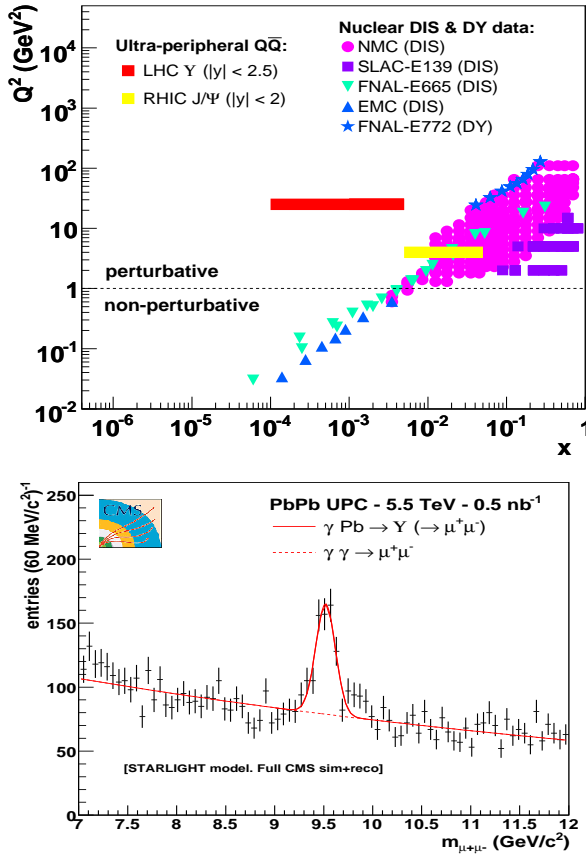 Q² (GeV²)
10⁴
10³
10²
10
1
10⁻¹
10⁻²
Ultra-peripheral QQ̅:
LHC ϒ (|y| < 2.5)
RHIC J/Ψ (|y| < 2)
Nuclear DIS & DY data:
NMC (DIS)
SLAC-E139 (DIS)
FNAL-E665 (DIS)
EMC (DIS)
FNAL-E772 (DY)
perturbative
non-perturbative
10⁻⁶ 10⁻⁵ 10⁻⁴ 10⁻³ 10⁻² 10⁻¹ 1
x
entries (60 MeV/c²)⁻¹
250
200
150
100
50
0
CMS
PbPb UPC - 5.5 TeV - 0.5 nb⁻¹
γ Pb → ϒ (→ μ⁺μ⁻)
γ γ → μ⁺μ⁻
[STARLIGHT model. Full CMS sim+reco]
7 7.5 8 8.5 9 9.5 10 10.5 11 11.5 12
m μ+μ- (GeV/c²)